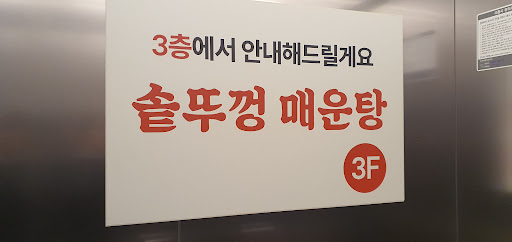 3층에서 안내해드릴게요
솥뚜껑 매운탕
3F